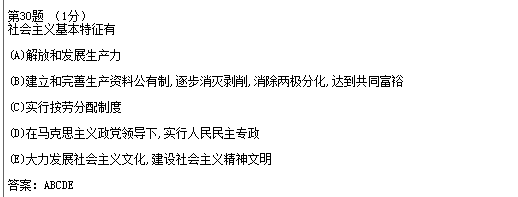 第30题 （1分）
社会主义基本特征有
(A)解放和发展生产力
(B)建立和完善生产资料公有制,逐步消灭剥削,消除两极分化,达到共同富裕
(C)实行按劳分配制度
(D)在马克思主义政党领导下,实行人民民主专政
(E)大力发展社会主义文化,建设社会主义精神文明
答案：ABCDE